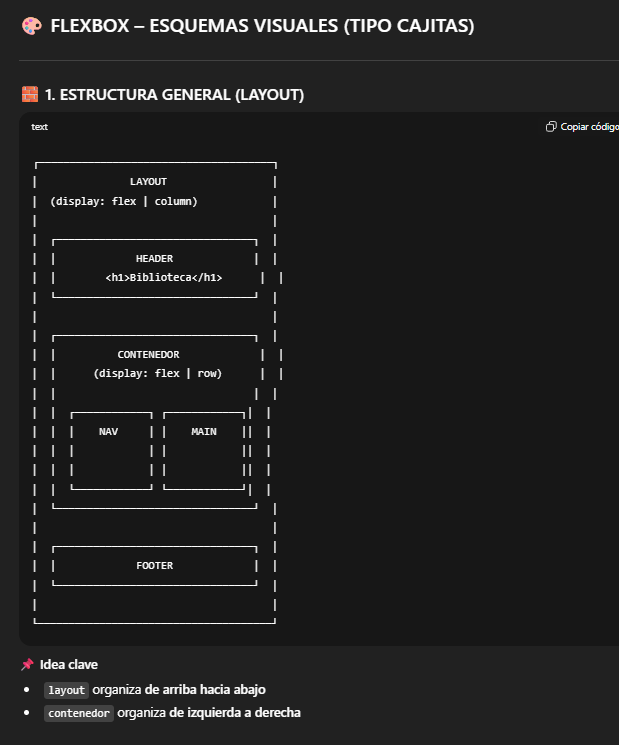 🎨 FLEXBOX – ESQUEMAS VISUALES (TIPO CAJITAS)
🧱 1. ESTRUCTURA GENERAL (LAYOUT)
text
Copiar código
LAYOUT
(display: flex | column)
HEADER
<h1>Biblioteca</h1>
CONTENEDOR
(display: flex | row)
NAV MAIN
FOOTER
📌 Idea clave
• layout organiza de arriba hacia abajo
• contenedor organiza de izquierda a derecha